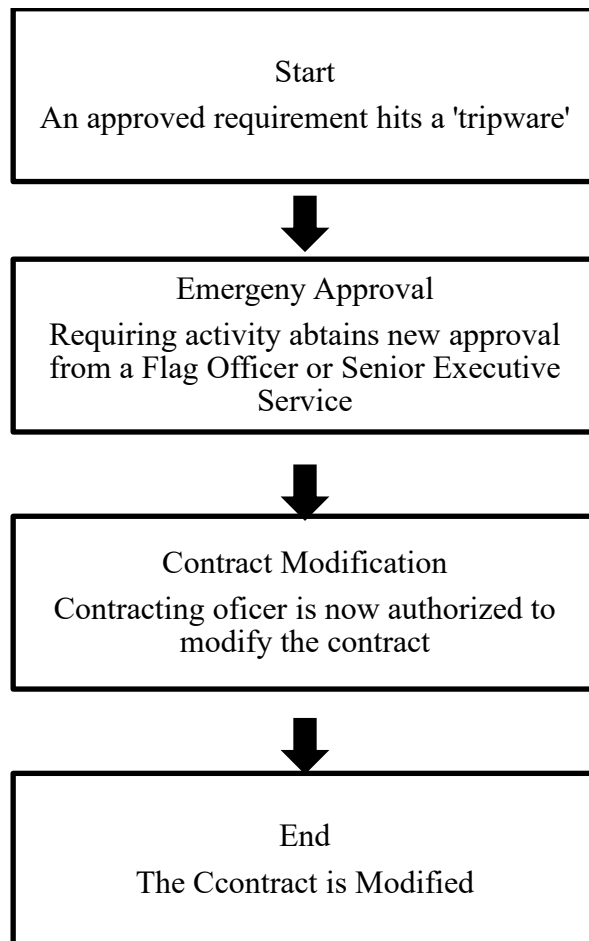 Start
An approved requirement hits a 'tripware'
Emergeny Approval
Requiring activity abtains new approval
from a Flag Officer or Senior Executive
Service
Contract Modification
Contracting oficer is now authorized to
modify the contract
End
The Ccontract is Modified